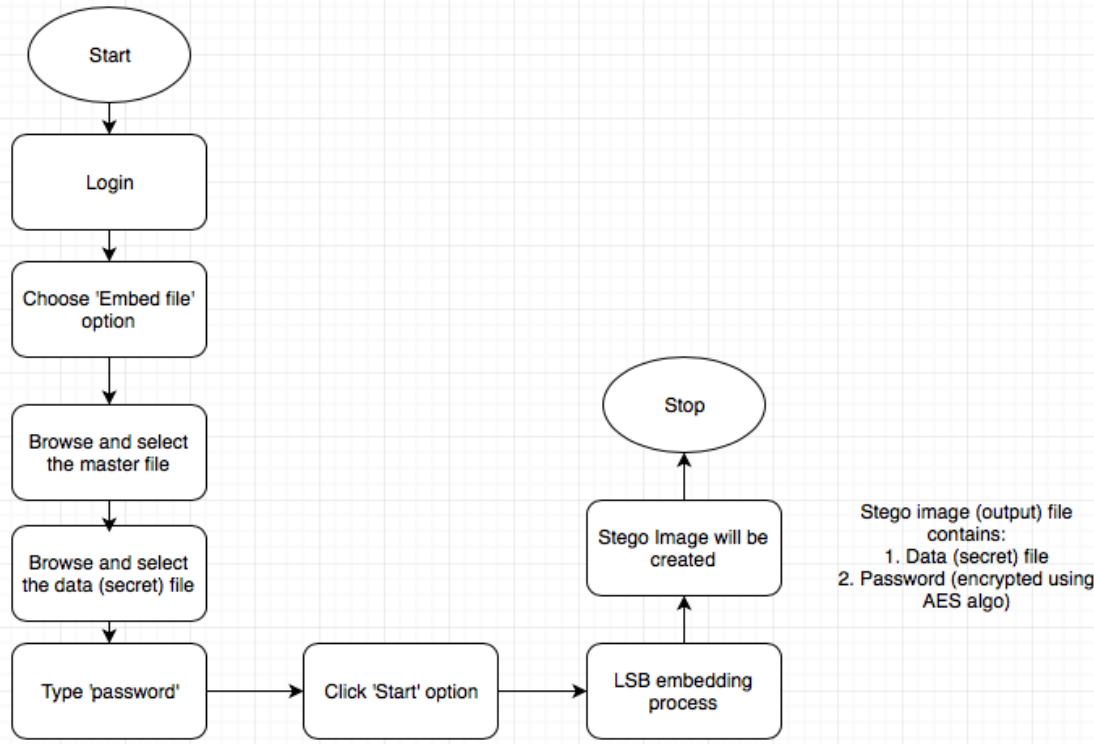 Start
Login
Choose 'Embed file'
option
Browse and select
the master file
Browse and select
the data (secret) file
Type 'password'
Click 'Start' option
LSB embedding
process
Stego Image will be
created
Stop
Stego image (output) file
contains:
1. Data (secret) file
2. Password (encrypted using
AES algo)